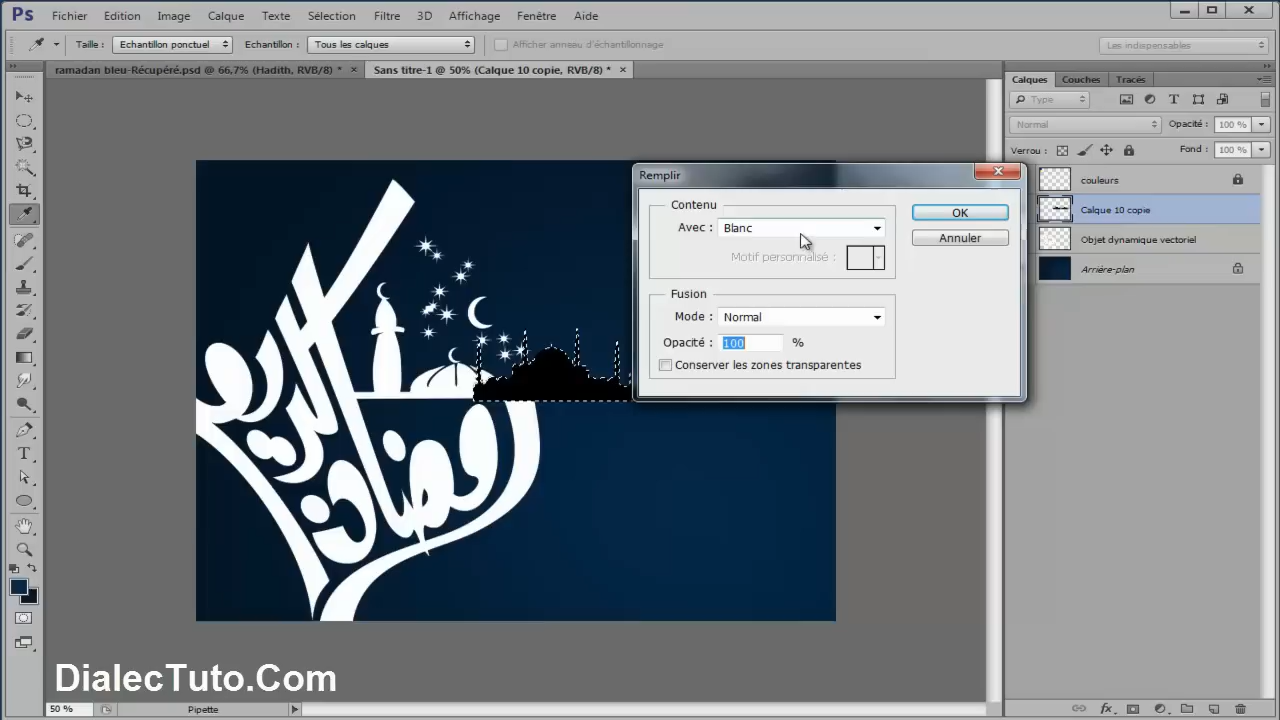 Ps Fichier Edition Image Calque Texte Sélection Filtre 3D Affichage Fenêtre Aide
Taille : Echantillon ponctuel Echantillon : Tous les calques Afficher anneau d'échantillonnage Les indispensables
ramadan bleu-Récupéré.psd @ 66,7% (Hadith, RVB/8) * × Sans titre-1 @ 50% (Calque 10 copie, RVB/8) * ×
Calques Couches Tracés
Type
Normal Opacité : 100 %
Verrou : Fond : 100 %
couleurs
Calque 10 copie
Objet dynamique vectoriel
Arrière-plan
Remplir
Contenu
Avec : Blanc
Motif personnalisé :
OK
Annuler
Fusion
Mode : Normal
Opacité : 100 %
Conserver les zones transparentes
رمضان
كريم
DialecTuto.Com
50 % Pipette